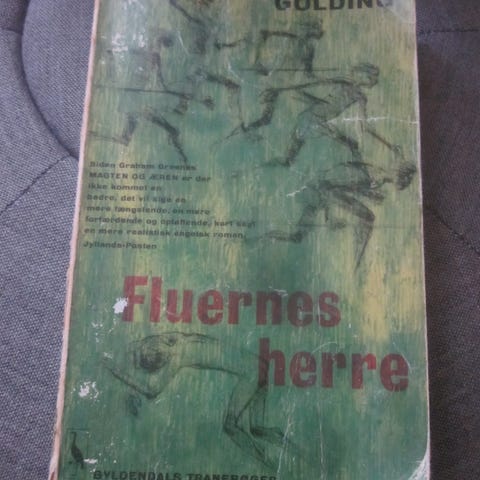 GOLDING
Siden Graham Greenes
MAGTEN OG ÆREN er der
ikke kommet en
bedre, det vil sige en
mere fængslende, en mere
forfærdende og opløftende, kort sagt
en mere realistisk engelsk roman.
Jyllands-Posten
Fluernes
herre
GYLDENDALS TRANEBØGER